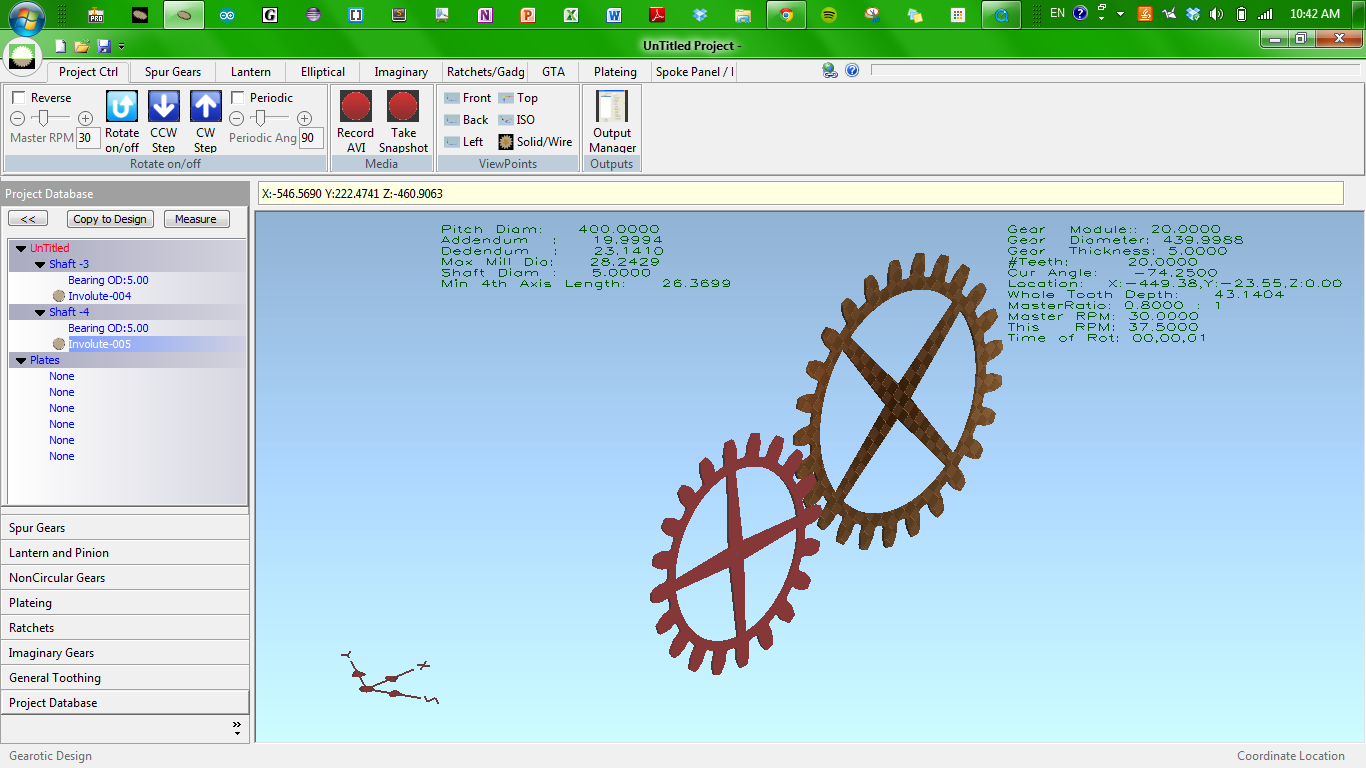 EN 10:42 AM
UnTitled Project -
Project Ctrl Spur Gears Lantern Elliptical Imaginary Ratchets/Gadg GTA Plateing Spoke Panel / I
Reverse
Master RPM 30
Rotate on/off
CCW Step
CW Step
Periodic
Periodic Ang 90
Rotate on/off
Record AVI
Take Snapshot
Media
Front Top
Back ISO
Left Solid/Wire
ViewPoints
Output Manager
Outputs
Project Database
X:-546.5690 Y:222.4741 Z:-460.9063
<< Copy to Design Measure
UnTitled
Shaft -3
Bearing OD:5.00
Involute-004
Shaft -4
Bearing OD:5.00
Involute-005
Plates
None
None
None
None
None
None
Spur Gears
Lantern and Pinion
NonCircular Gears
Plateing
Ratchets
Imaginary Gears
General Toothing
Project Database
Pitch Diam: 400.0000
Addendum : 19.9994
Dedendum : 23.1410
Max Mill Dia: 28.2429
Shaft Diam : 5.0000
Min 4th Axis Length: 26.3699
Gear Module:: 20.0000
Gear Diameter: 439.9988
Gear Thickness: 5.0000
#Teeth: 20.0000
Cur Angle: -74.2500
Location: X:-449.38,Y:-23.55,Z:0.00
Whole Tooth Depth: 43.1404
MasterRatio: 0.8000 : 1
Master RPM: 30.0000
This RPM: 37.5000
Time of Rot: 00,00,01
Y
X
Z
Gearotic Design Coordinate Location